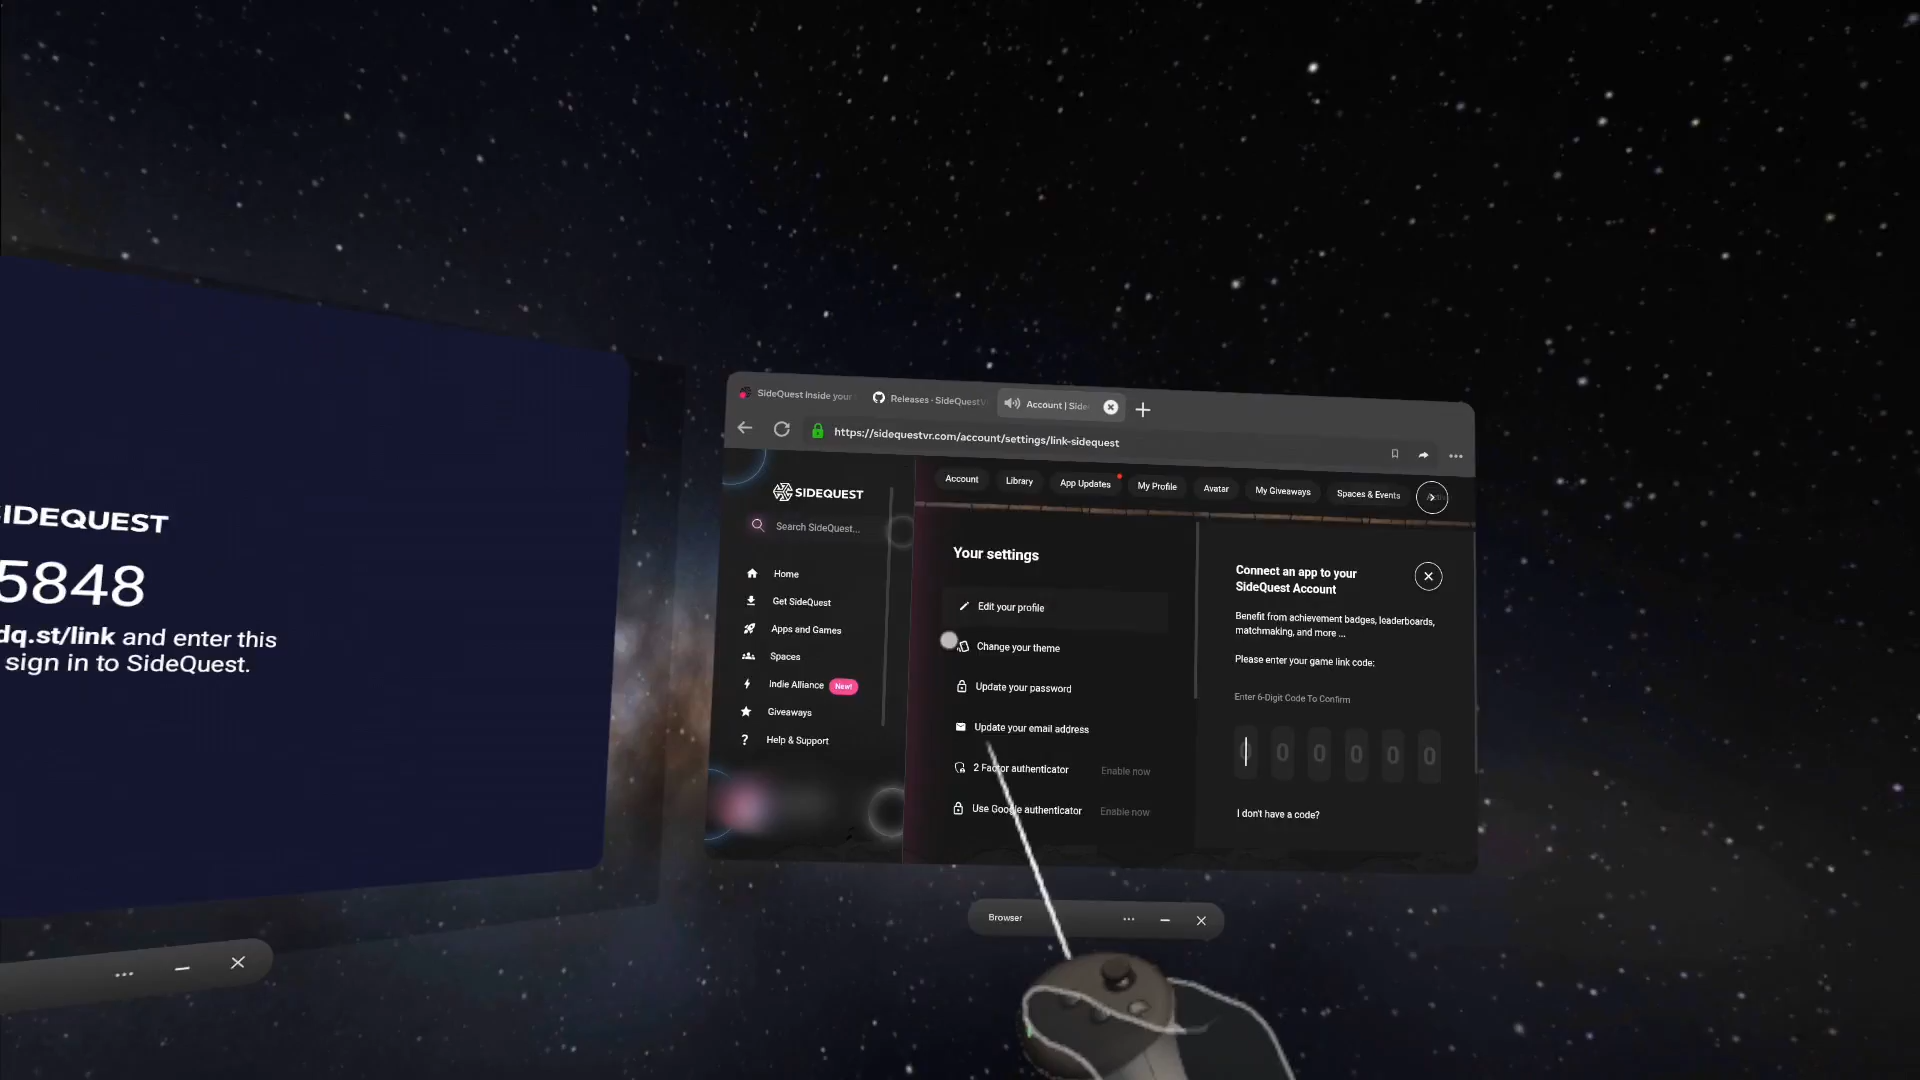 SIDEQUEST
5848
dq.st/link and enter this
sign in to SideQuest.
SideQuest inside your
Releases · SideQuestV
Account | Side
https://sidequestvr.com/account/settings/link-sidequest
SIDEQUEST
Search SideQuest...
Home
Get SideQuest
Apps and Games
Spaces
Indie Alliance New!
Giveaways
Help & Support
Account Library App Updates My Profile Avatar My Giveaways Spaces & Events
Your settings
Edit your profile
Change your theme
Update your password
Update your email address
2 Factor authenticator Enable now
Use Google authenticator Enable now
Connect an app to your
SideQuest Account
Benefit from achievement badges, leaderboards,
matchmaking, and more ...
Please enter your game link code:
Enter 6-Digit Code To Confirm
0 0 0 0 0 0
I don't have a code?
Browser